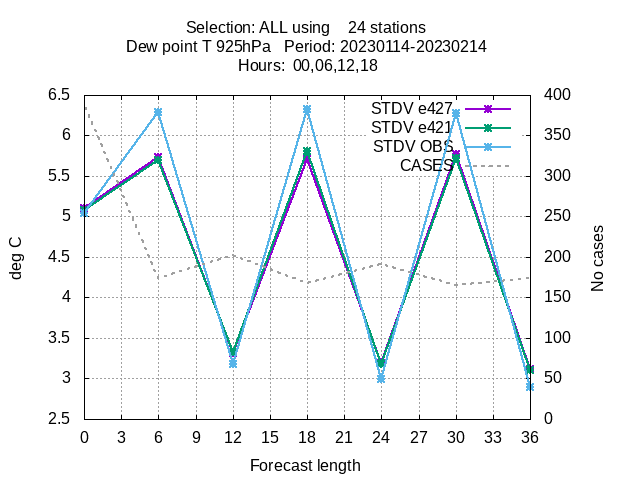 Selection: ALL using    24 stations
Dew point T 925hPa   Period: 20230114-20230214
Hours:  00,06,12,18
6.5
6
5.5
5
4.5
4
3.5
3
2.5
deg C
STDV e427
STDV e421
STDV OBS
CASES
400
350
300
250
200
150
100
50
0
No cases
0 3 6 9 12 15 18 21 24 27 30 33 36
Forecast length